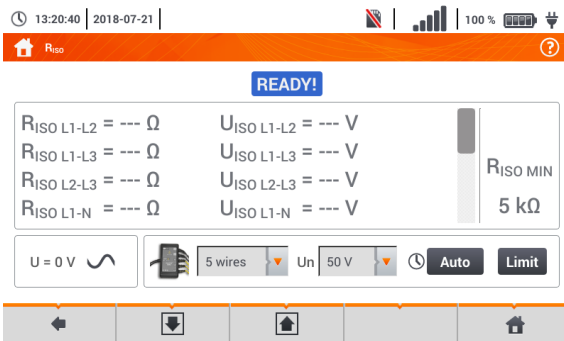 13:20:40 2018-07-21 100 %
RISO ?
READY!
RISO L1-L2 = --- Ω UISO L1-L2 = --- V
RISO L1-L3 = --- Ω UISO L1-L3 = --- V
RISO L2-L3 = --- Ω UISO L2-L3 = --- V
RISO L1-N = --- Ω UISO L1-N = --- V
RISO MIN
5 kΩ
U = 0 V 5 wires Un 50 V Auto Limit